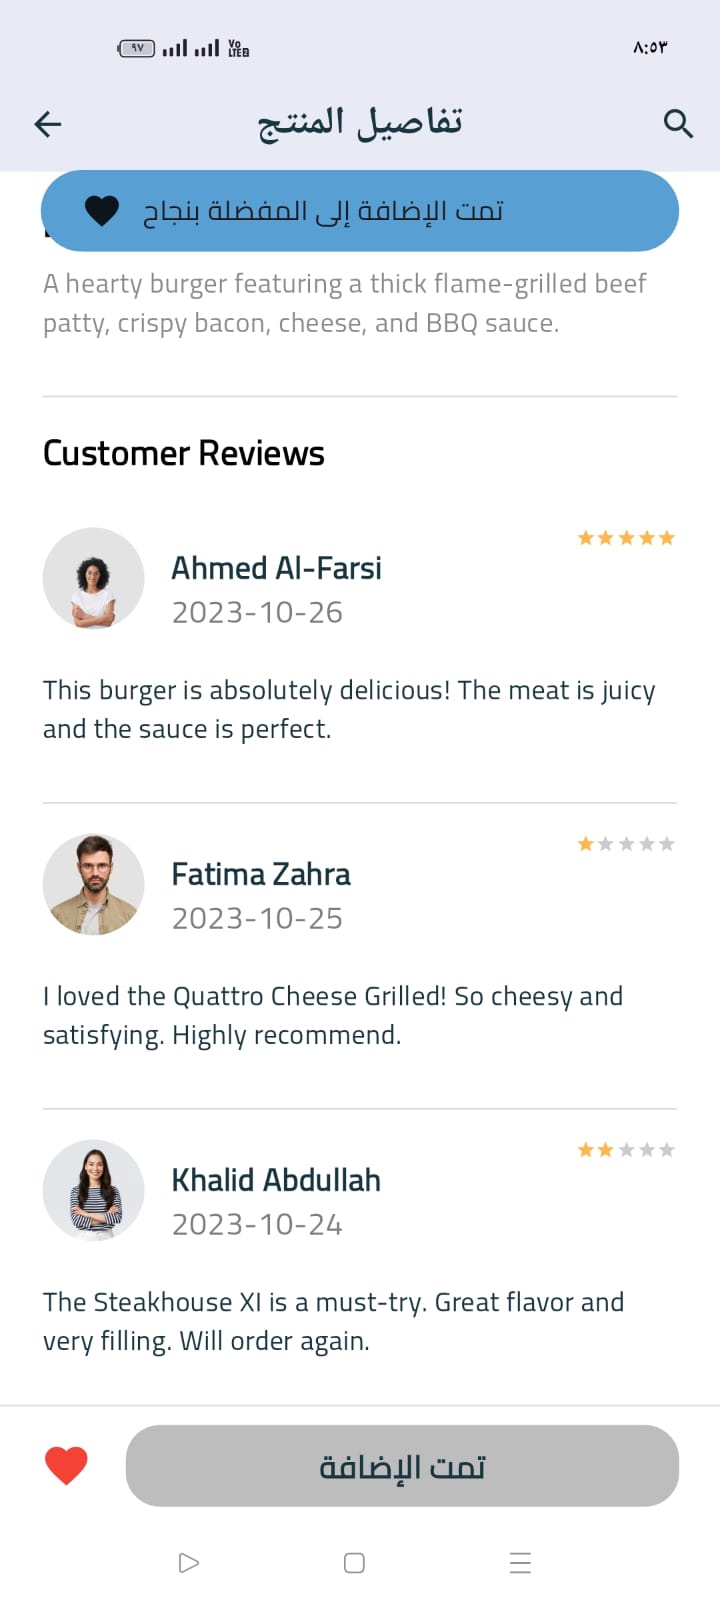 ٩٧ Vo LTE2 ٨:٥٣
تفاصيل المنتج
تمت الإضافة إلى المفضلة بنجاح
A hearty burger featuring a thick flame-grilled beef
patty, crispy bacon, cheese, and BBQ sauce.
Customer Reviews
Ahmed Al-Farsi
2023-10-26
This burger is absolutely delicious! The meat is juicy
and the sauce is perfect.
Fatima Zahra
2023-10-25
I loved the Quattro Cheese Grilled! So cheesy and
satisfying. Highly recommend.
Khalid Abdullah
2023-10-24
The Steakhouse XI is a must-try. Great flavor and
very filling. Will order again.
تمت الإضافة